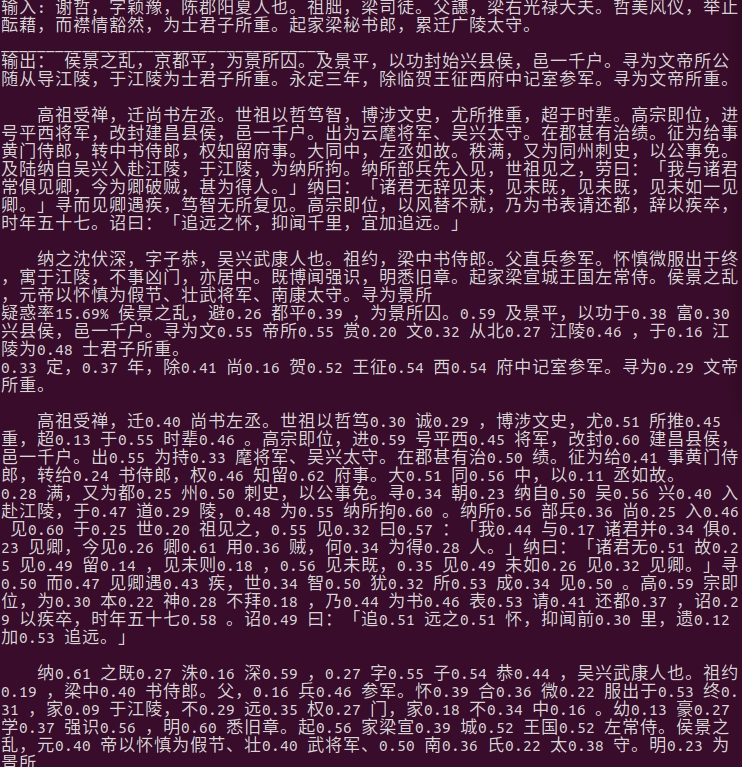 输入：谢哲，字颖豫，陈郡阳夏人也。祖朏，梁司徒。父譓，梁右光禄大夫。哲美风仪，举止
酝藉，而襟情豁然，为士君子所重。起家梁秘书郎，累迁广陵太守。
输出： 侯景之乱，京都平，为景所囚。及景平，以功封始兴县侯，邑一千户。寻为文帝所公
随从导江陵，于江陵为士君子所重。永定三年，除临贺王征西府中记室参军。寻为文帝所重。
高祖受禅，迁尚书左丞。世祖以哲笃智，博涉文史，尤所推重，超于时辈。高宗即位，进
号平西将军，改封建昌县侯，邑一千户。出为云麾将军、吴兴太守。在郡甚有治绩。征为给事
黄门侍郎，转中书侍郎，权知留府事。大同中，左丞如故。秩满，又为同州刺史，以公事免。
及陆纳自吴兴入赴江陵，于江陵，为纳所拘。纳所部兵先入见，世祖见之，劳曰：「我与诸君
常俱见卿，今为卿破贼，甚为得人。」纳曰：「诸君无辞见未，见未既，见未既，见未如一见
卿。」寻而见卿遇疾，笃智无所复见。高宗即位，以风替不就，乃为书表请还都，辞以疾卒，
时年五十七。诏曰：「追远之怀，抑闻千里，宜加追远。」
纳之沈伏深，字子恭，吴兴武康人也。祖约，梁中书侍郎。父直兵参军。怀慎微服出于终
，寓于江陵，不事凶门，亦居中。既博闻强识，明悉旧章。起家梁宣城王国左常侍。侯景之乱
，元帝以怀慎为假节、壮武将军、南康太守。寻为景所
疑惑率15.69% 侯景之乱，避0.26 都平0.39 ，为景所囚。0.59 及景平，以功于0.38 富0.30
兴县侯，邑一千户。寻为文0.55 帝所0.55 赏0.20 文0.32 从北0.27 江陵0.46 ，于0.16 江
陵为0.48 士君子所重。
0.33 定，0.37 年，除0.41 尚0.16 贺0.52 王征0.54 西0.54 府中记室参军。寻为0.29 文帝
所重。
高祖受禅，迁0.40 尚书左丞。世祖以哲笃0.30 诚0.29 ，博涉文史，尤0.51 所推0.45
重，超0.13 于0.55 时辈0.46 。高宗即位，进0.59 号平西0.45 将军，改封0.60 建昌县侯，
邑一千户。出0.55 为持0.33 麾将军、吴兴太守。在郡甚有治0.50 绩。征为给0.41 事黄门侍
郎，转给0.24 书侍郎，权0.46 知留0.62 府事。大0.51 同0.56 中，以0.11 丞如故。
0.28 满，又为都0.25 州0.50 刺史，以公事免。寻0.34 朝0.23 纳自0.50 吴0.56 兴0.40 入
赴江陵，于0.47 道0.29 陵，0.48 为0.55 纳所拘0.60 。纳所0.56 部兵0.36 尚0.25 入0.46
见0.60 于0.25 世0.20 祖见之，0.55 见0.32 曰0.57 ：「我0.44 与0.17 诸君并0.34 俱0.
23 见卿，今见0.26 卿0.61 用0.36 贼，何0.34 为得0.28 人。」纳曰：「诸君无0.51 故0.2
5 见0.49 留0.14 ，见未则0.18 ，0.56 见未既，0.35 见0.49 未如0.26 见0.32 见卿。」寻
0.50 而0.47 见卿遇0.43 疾，世0.34 智0.50 犹0.32 所0.53 成0.34 见0.50 。高0.59 宗即
位，为0.30 本0.22 神0.28 不拜0.18 ，乃0.44 为书0.46 表0.53 请0.41 还都0.37 ，诏0.2
9 以疾卒，时年五十七0.58 。诏0.49 曰：「追0.51 远之0.51 怀，抑闻前0.30 里，遗0.12
加0.53 追远。」
纳0.61 之既0.27 洙0.16 深0.59 ，0.27 字0.55 子0.54 恭0.44 ，吴兴武康人也。祖约
0.19 ，梁中0.40 书侍郎。父，0.16 兵0.46 参军。怀0.39 合0.36 微0.22 服出于0.53 终0.
31 ，家0.09 于江陵，不0.29 远0.35 权0.27 门，家0.18 不0.34 中0.16 。幼0.13 豪0.27
学0.37 强识0.56 ，明0.60 悉旧章。起0.56 家梁宣0.39 城0.52 王国0.52 左常侍。侯景之
乱，元0.40 帝以怀慎为假节、壮0.40 武将军、0.50 南0.36 氏0.22 太0.38 守。明0.23 为
景所